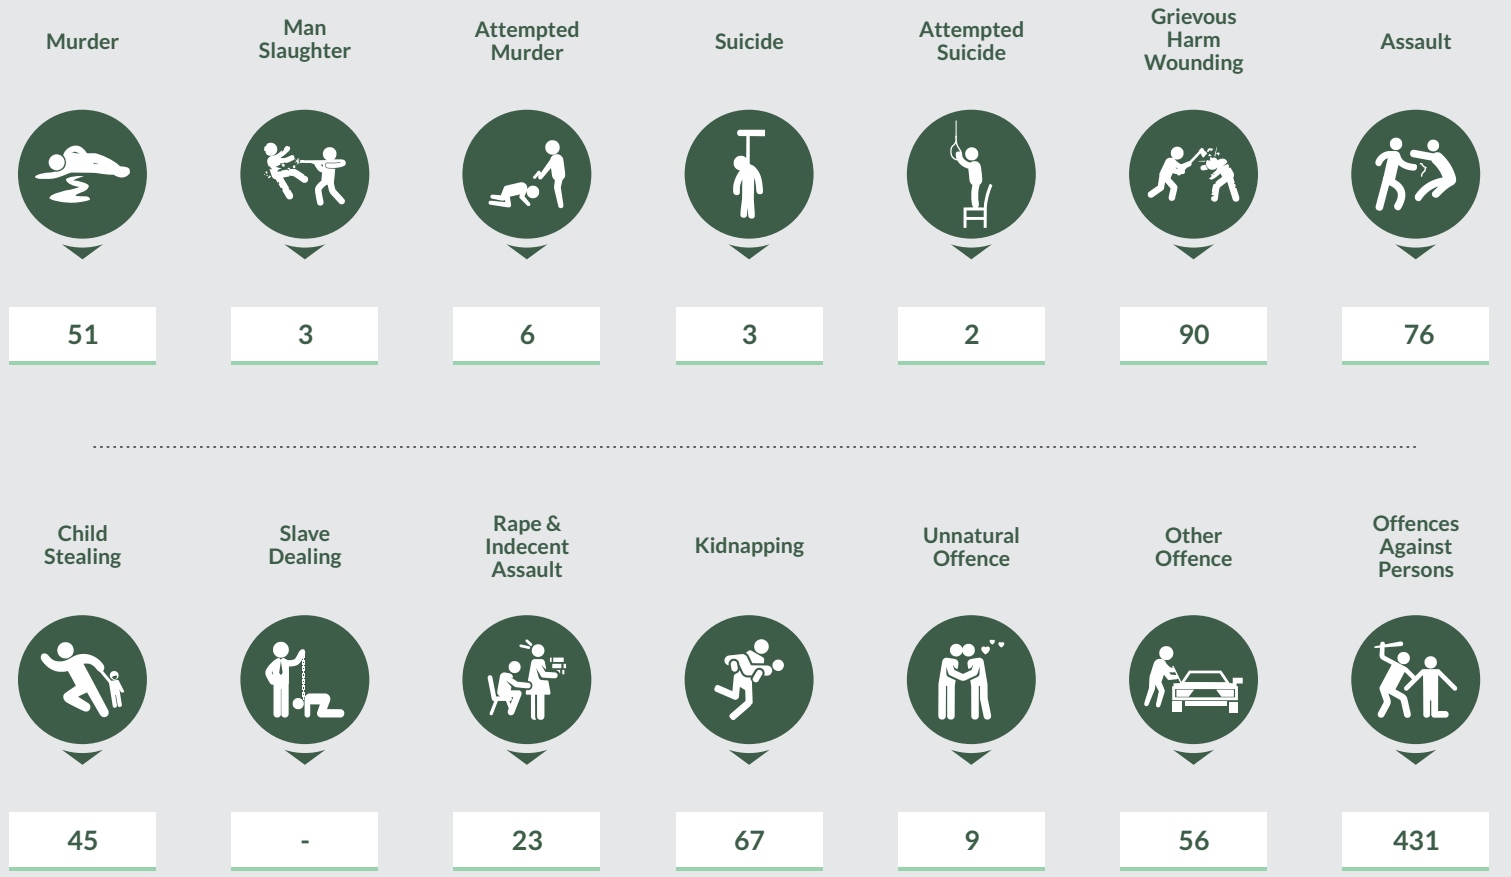 Murder
Man
Slaughter
Attempted
Murder
Suicide
Attempted
Suicide
Grievous
Harm
Wounding
Assault
51
3
6
3
2
90
76
Child
Stealing
Slave
Dealing
Rape &
Indecent
Assault
Kidnapping
Unnatural
Offence
Other
Offence
Offences
Against
Persons
45
-
23
67
9
56
431